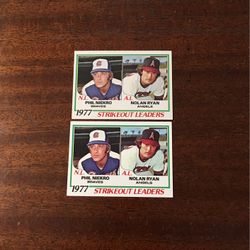 N.L. A.L.
PHIL NIEKRO NOLAN RYAN
BRAVES ANGELS
1977 STRIKEOUT LEADERS
N.L. A.L.
PHIL NIEKRO NOLAN RYAN
BRAVES ANGELS
1977 STRIKEOUT LEADERS